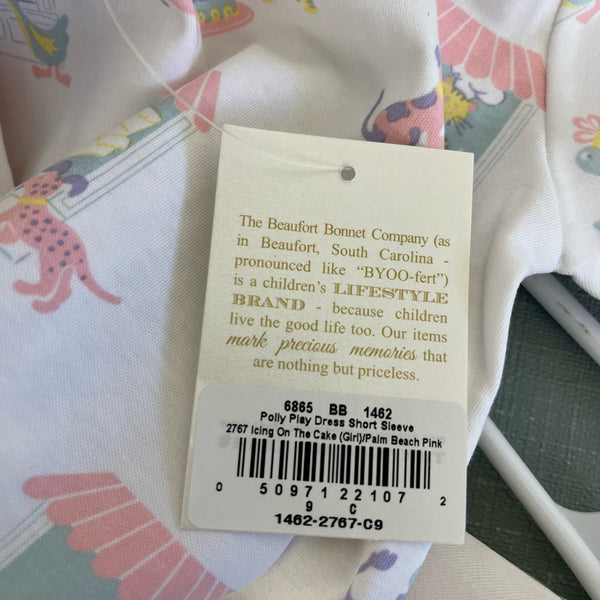 The Beaufort Bonnet Company (as
in Beaufort, South Carolina -
pronounced like "BYOO-fert")
is a children's LIFESTYLE
BRAND - because children
live the good life too. Our items
mark precious memories that
are nothing but priceless.
6865 BB 1462
Polly Play Dress Short Sleeve
2767 Icing On The Cake (Girl)/Palm Beach Pink
0 50971 22107 2
9 C
1462-2767-C9